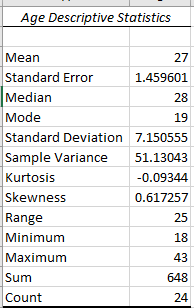 Age Descriptive Statistics
Mean 27
Standard Error 1.459601
Median 28
Mode 19
Standard Deviation 7.150555
Sample Variance 51.13043
Kurtosis -0.09344
Skewness 0.617257
Range 25
Minimum 18
Maximum 43
Sum 648
Count 24